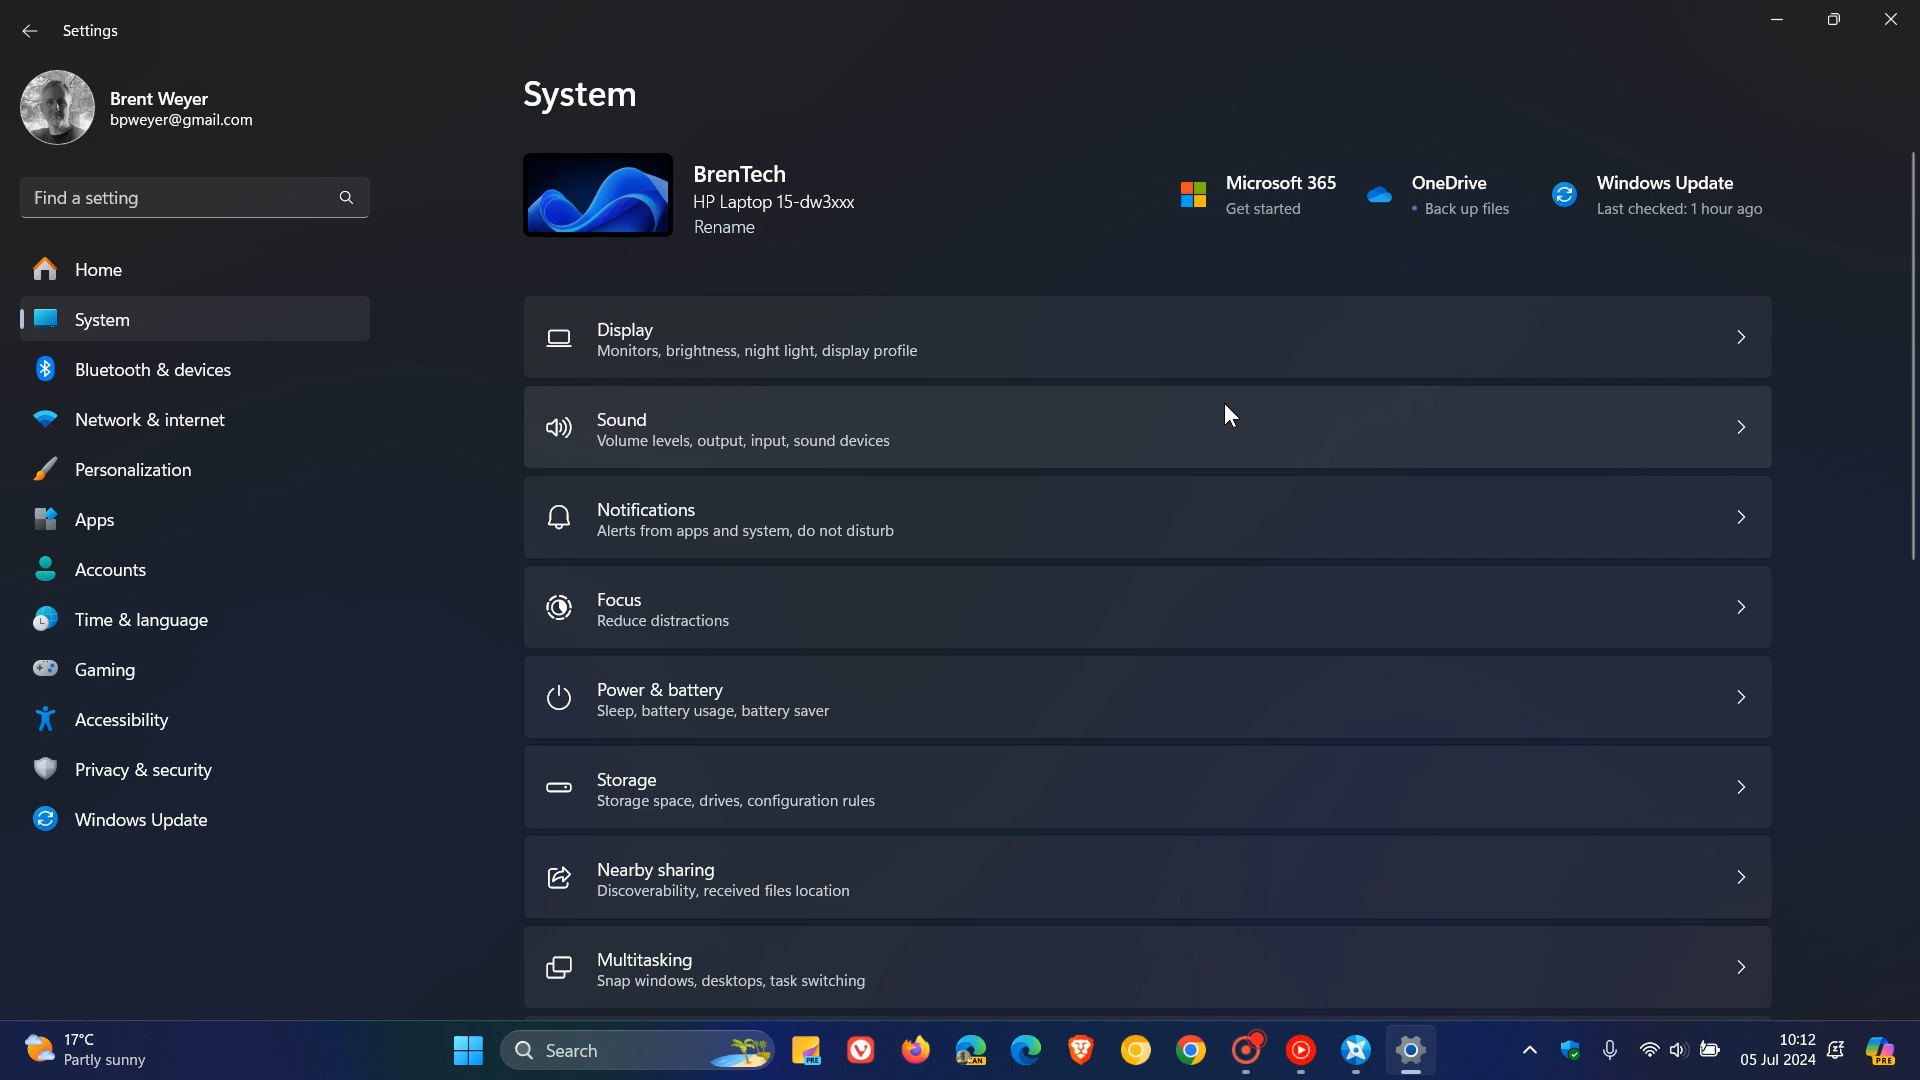 Settings
Brent Weyer
bpweyer@gmail.com
Find a setting
Home
System
Bluetooth & devices
Network & internet
Personalization
Apps
Accounts
Time & language
Gaming
Accessibility
Privacy & security
Windows Update
System
BrenTech
HP Laptop 15-dw3xxx
Rename
Microsoft 365
Get started
OneDrive
• Back up files
Windows Update
Last checked: 1 hour ago
Display
Monitors, brightness, night light, display profile
Sound
Volume levels, output, input, sound devices
Notifications
Alerts from apps and system, do not disturb
Focus
Reduce distractions
Power & battery
Sleep, battery usage, battery saver
Storage
Storage space, drives, configuration rules
Nearby sharing
Discoverability, received files location
Multitasking
Snap windows, desktops, task switching
17°C
Partly sunny
Search
PRE
CAN
10:12
05 Jul 2024
PRE